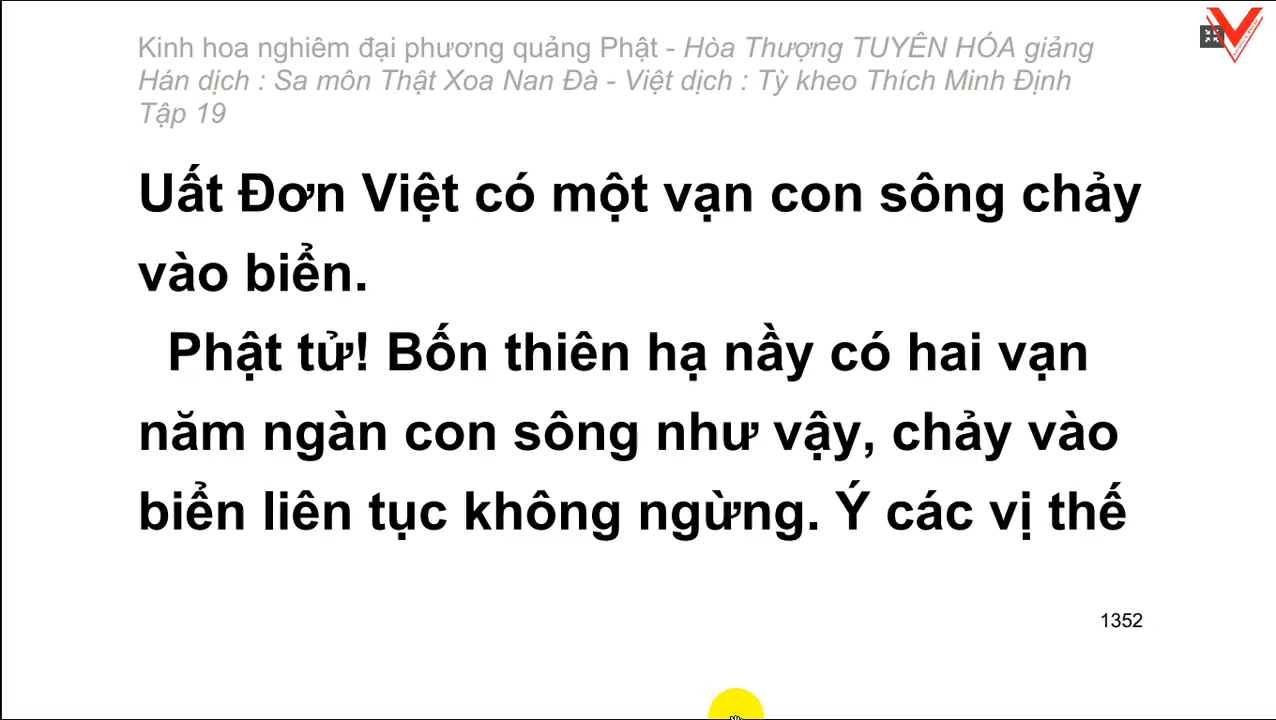 Kinh hoa nghiêm đại phương quảng Phật - Hòa Thượng TUYÊN HÓA giảng
Hán dịch : Sa môn Thật Xoa Nan Đà - Việt dịch : Tỳ kheo Thích Minh Định
Tập 19
Uất Đơn Việt có một vạn con sông chảy
vào biển.
Phật tử! Bốn thiên hạ nầy có hai vạn
năm ngàn con sông như vậy, chảy vào
biển liên tục không ngừng. Ý các vị thế
1352